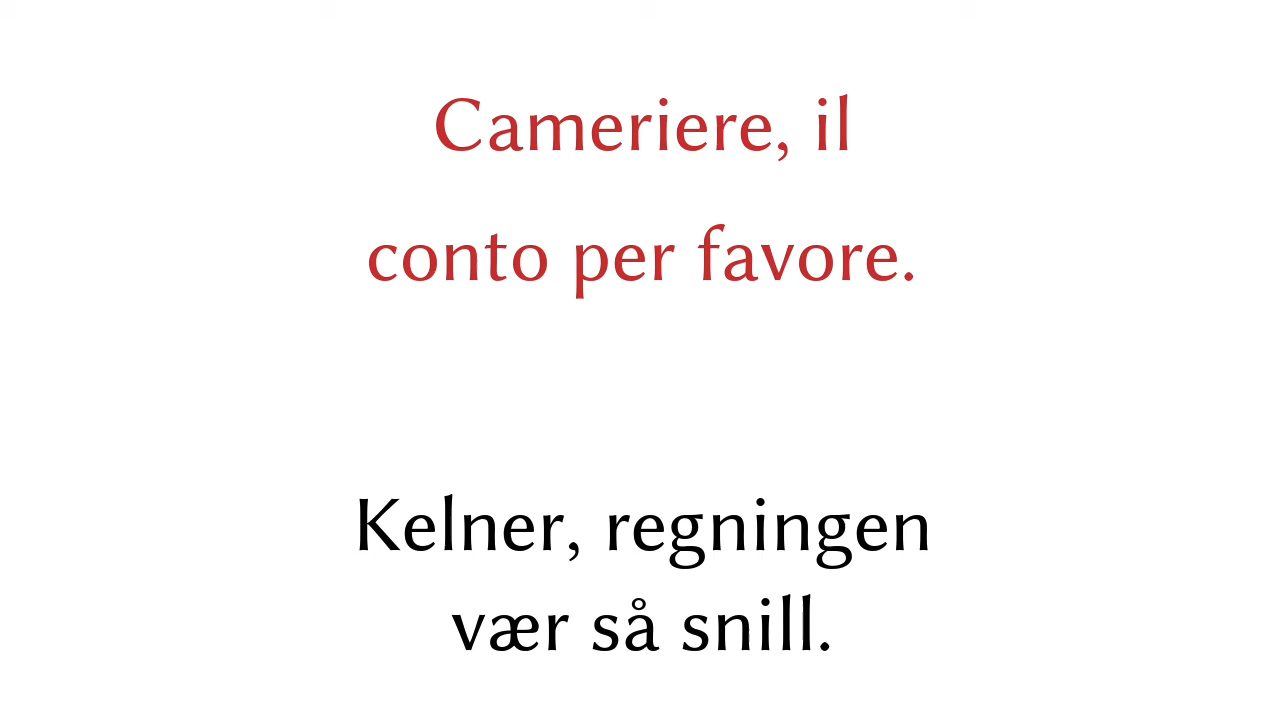 Cameriere, il
conto per favore.
Kelner, regningen
vær så snill.